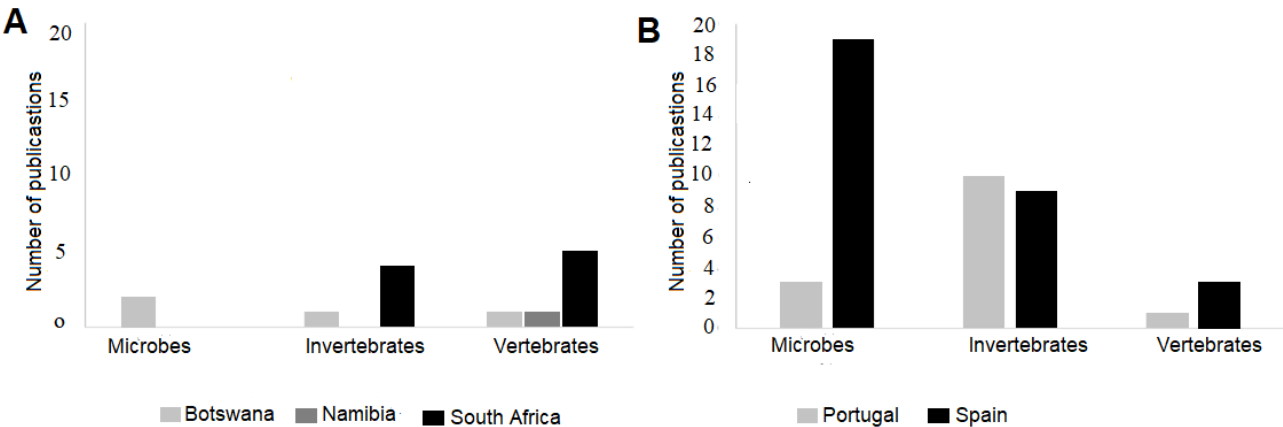 A
Number of publicastions
20
15
10
5
0
Microbes Invertebrates Vertebrates
Botswana Namibia South Africa
B
Number of publicastions
20
18
16
14
12
10
8
6
4
2
0
Microbes Invertebrates Vertebrates
Portugal Spain